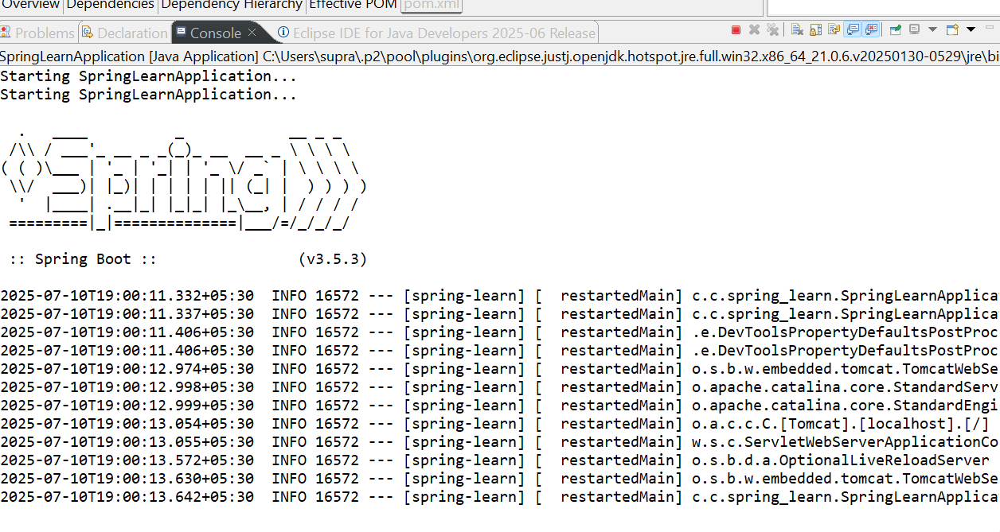 Overview Dependencies Dependency Hierarchy Effective POM pom.xml
Problems Declaration Console Eclipse IDE for Java Developers 2025-06 Release
SpringLearnApplication [Java Application] C:\Users\supra\.p2\pool\plugins\org.eclipse.justj.openjdk.hotspot.jre.full.win32.x86_64_21.0.6.v20250130-0529\jre\bi
Starting SpringLearnApplication...
Starting SpringLearnApplication...
  .   ____          _            __ _ _
 /\\ / ___'_ __ _ _(_)_ __  __ _ \ \ \ \
( ( )\___ | '_ | '_| | '_ \/ _` | \ \ \ \
 \\/  ___)| |_)| | | | | || (_| |  ) ) ) )
  '  |____| .__|_| |_|_| |_\__, | / / / /
 =========|_|==============|___/=/_/_/_/
 :: Spring Boot ::                (v3.5.3)
2025-07-10T19:00:11.332+05:30  INFO 16572 --- [spring-learn] [  restartedMain] c.c.spring_learn.SpringLearnApplica
2025-07-10T19:00:11.337+05:30  INFO 16572 --- [spring-learn] [  restartedMain] c.c.spring_learn.SpringLearnApplica
2025-07-10T19:00:11.406+05:30  INFO 16572 --- [spring-learn] [  restartedMain] .e.DevToolsPropertyDefaultsPostProc
2025-07-10T19:00:11.406+05:30  INFO 16572 --- [spring-learn] [  restartedMain] .e.DevToolsPropertyDefaultsPostProc
2025-07-10T19:00:12.974+05:30  INFO 16572 --- [spring-learn] [  restartedMain] o.s.b.w.embedded.tomcat.TomcatWebSe
2025-07-10T19:00:12.998+05:30  INFO 16572 --- [spring-learn] [  restartedMain] o.apache.catalina.core.StandardServ
2025-07-10T19:00:12.999+05:30  INFO 16572 --- [spring-learn] [  restartedMain] o.apache.catalina.core.StandardEngi
2025-07-10T19:00:13.054+05:30  INFO 16572 --- [spring-learn] [  restartedMain] o.a.c.c.C.[Tomcat].[localhost].[/]
2025-07-10T19:00:13.055+05:30  INFO 16572 --- [spring-learn] [  restartedMain] w.s.c.ServletWebServerApplicationCo
2025-07-10T19:00:13.572+05:30  INFO 16572 --- [spring-learn] [  restartedMain] o.s.b.d.a.OptionalLiveReloadServer
2025-07-10T19:00:13.630+05:30  INFO 16572 --- [spring-learn] [  restartedMain] o.s.b.w.embedded.tomcat.TomcatWebSe
2025-07-10T19:00:13.642+05:30  INFO 16572 --- [spring-learn] [  restartedMain] c.c.spring_learn.SpringLearnApplica